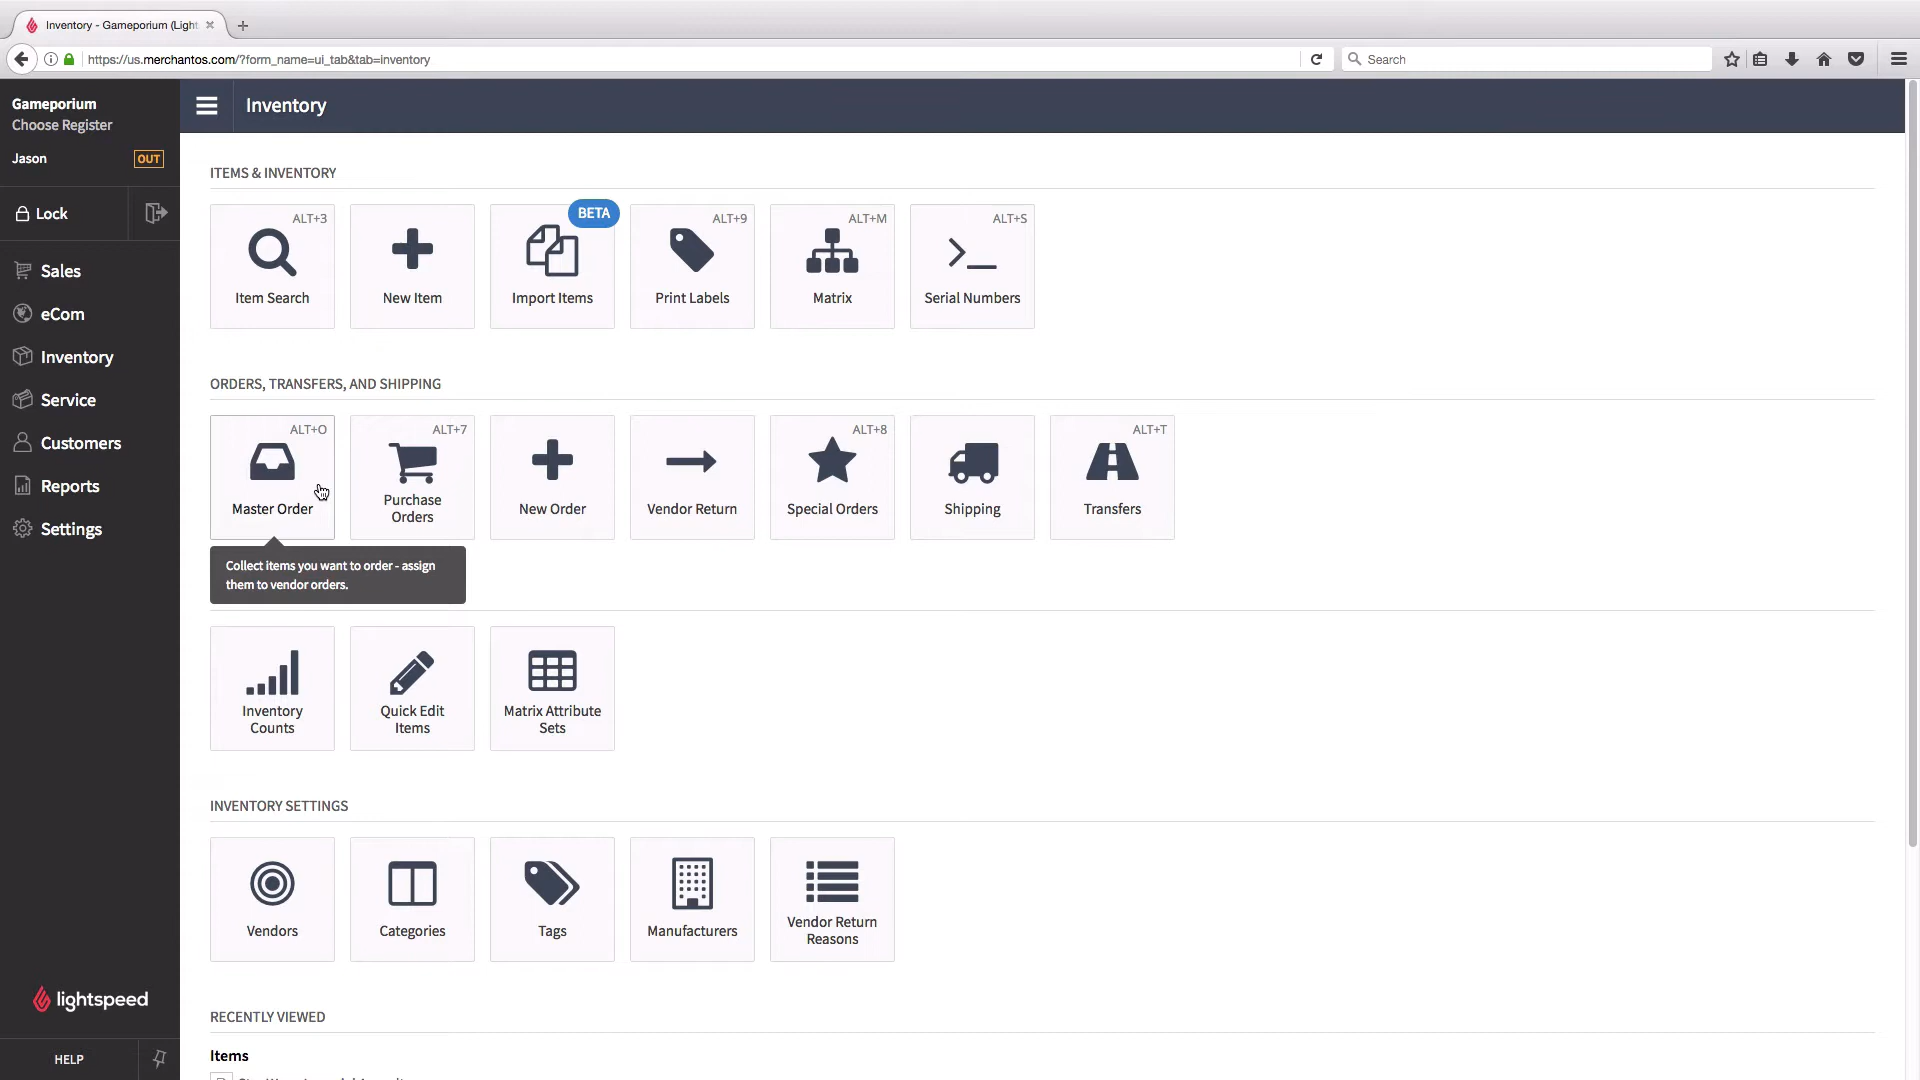 Inventory - Gameporium (Light
https://us.merchantos.com/?form_name=ui_tab&tab=inventory
Search
Gameporium
Choose Register
Jason
OUT
Lock
Sales
eCom
Inventory
Service
Customers
Reports
Settings
lightspeed
HELP
Inventory
ITEMS & INVENTORY
ALT+3
Item Search
New Item
BETA
Import Items
ALT+9
Print Labels
ALT+M
Matrix
ALT+S
Serial Numbers
ORDERS, TRANSFERS, AND SHIPPING
ALT+O
Master Order
ALT+7
Purchase
Orders
New Order
Vendor Return
ALT+8
Special Orders
Shipping
ALT+T
Transfers
Collect items you want to order - assign
them to vendor orders.
Inventory
Counts
Quick Edit
Items
Matrix Attribute
Sets
INVENTORY SETTINGS
Vendors
Categories
Tags
Manufacturers
Vendor Return
Reasons
RECENTLY VIEWED
Items